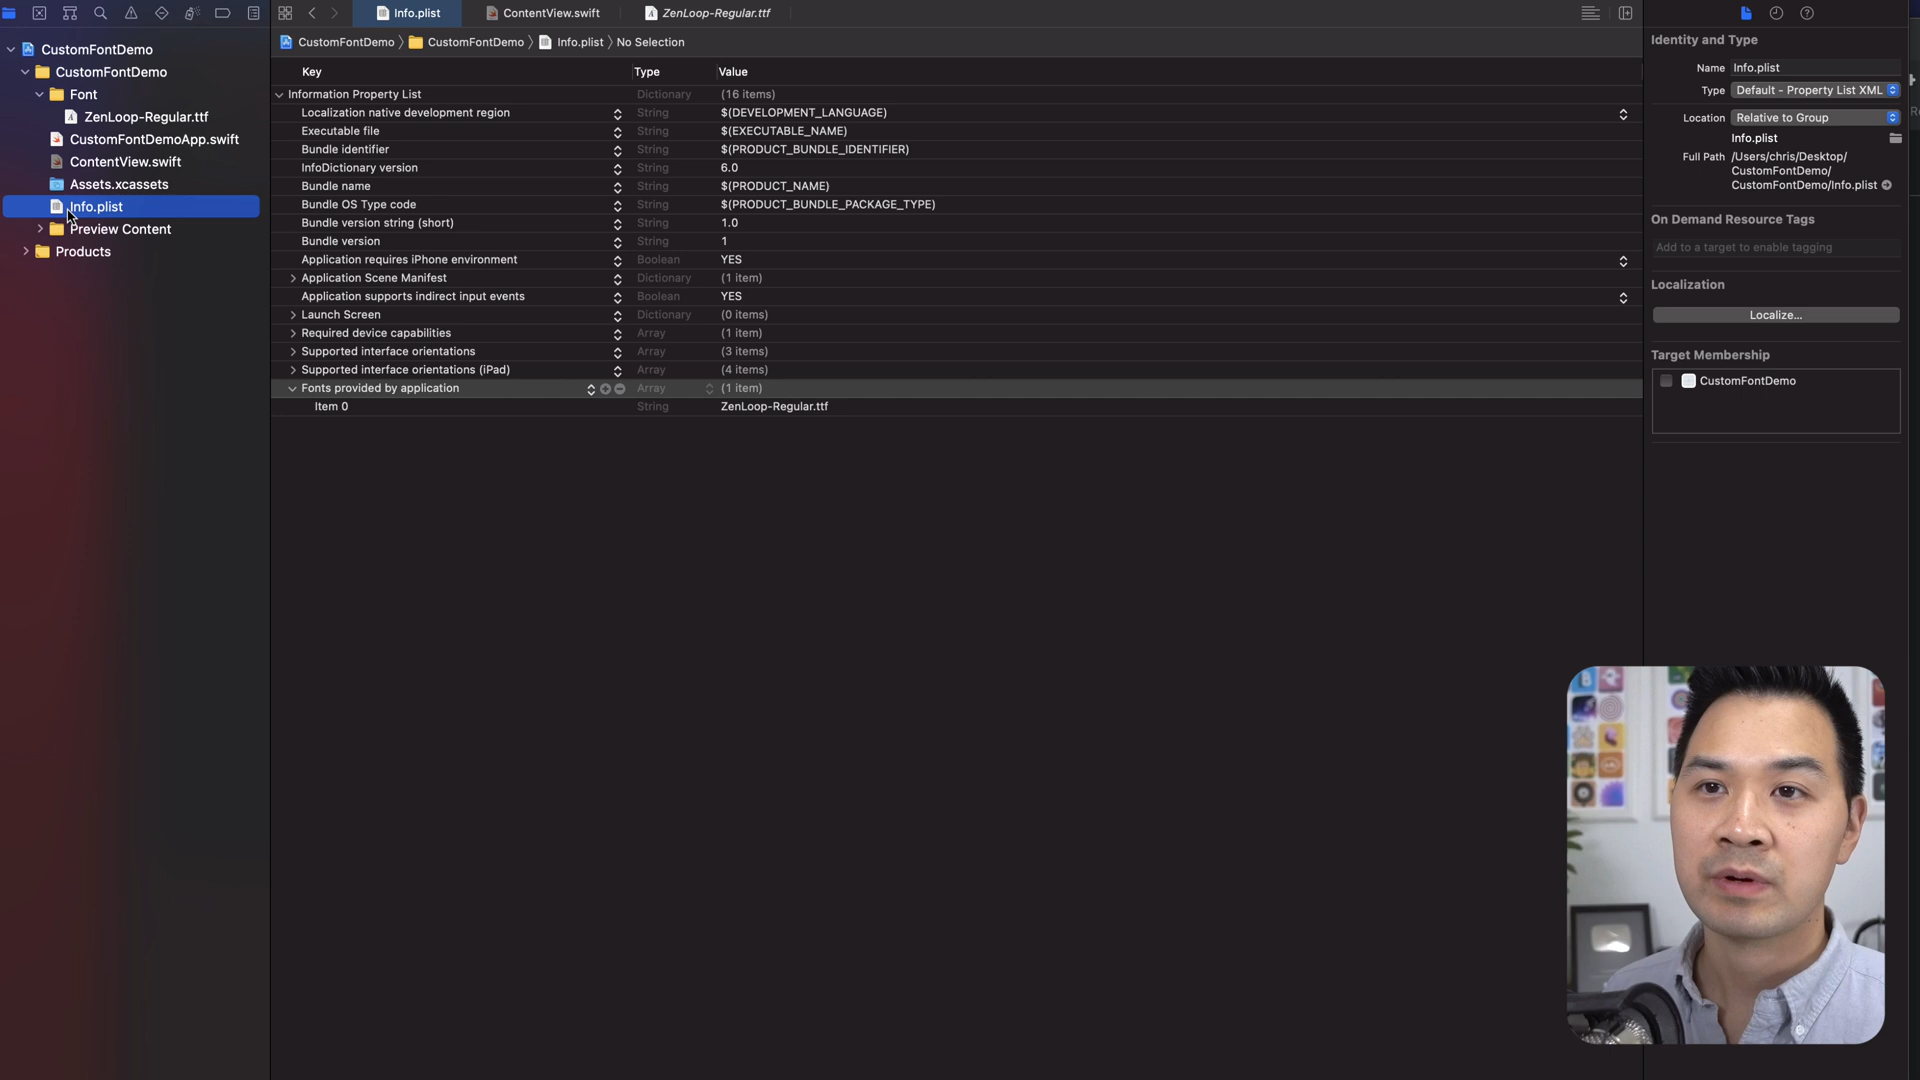 Info.plist
ContentView.swift
ZenLoop-Regular.ttf
CustomFontDemo
CustomFontDemo
Font
ZenLoop-Regular.ttf
CustomFontDemoApp.swift
ContentView.swift
Assets.xcassets
Info.plist
Preview Content
Products
CustomFontDemo CustomFontDemo Info.plist No Selection
Key Type Value
Information Property List Dictionary (16 items)
Localization native development region String $(DEVELOPMENT_LANGUAGE)
Executable file String $(EXECUTABLE_NAME)
Bundle identifier String $(PRODUCT_BUNDLE_IDENTIFIER)
InfoDictionary version String 6.0
Bundle name String $(PRODUCT_NAME)
Bundle OS Type code String $(PRODUCT_BUNDLE_PACKAGE_TYPE)
Bundle version string (short) String 1.0
Bundle version String 1
Application requires iPhone environment Boolean YES
Application Scene Manifest Dictionary (1 item)
Application supports indirect input events Boolean YES
Launch Screen Dictionary (0 items)
Required device capabilities Array (1 item)
Supported interface orientations Array (3 items)
Supported interface orientations (iPad) Array (4 items)
Fonts provided by application Array (1 item)
Item 0 String ZenLoop-Regular.ttf
Identity and Type
Name Info.plist
Type Default - Property List XML
Location Relative to Group
Info.plist
Full Path /Users/chris/Desktop/
CustomFontDemo/
CustomFontDemo/Info.plist
On Demand Resource Tags
Add to a target to enable tagging
Localization
Localize...
Target Membership
CustomFontDemo